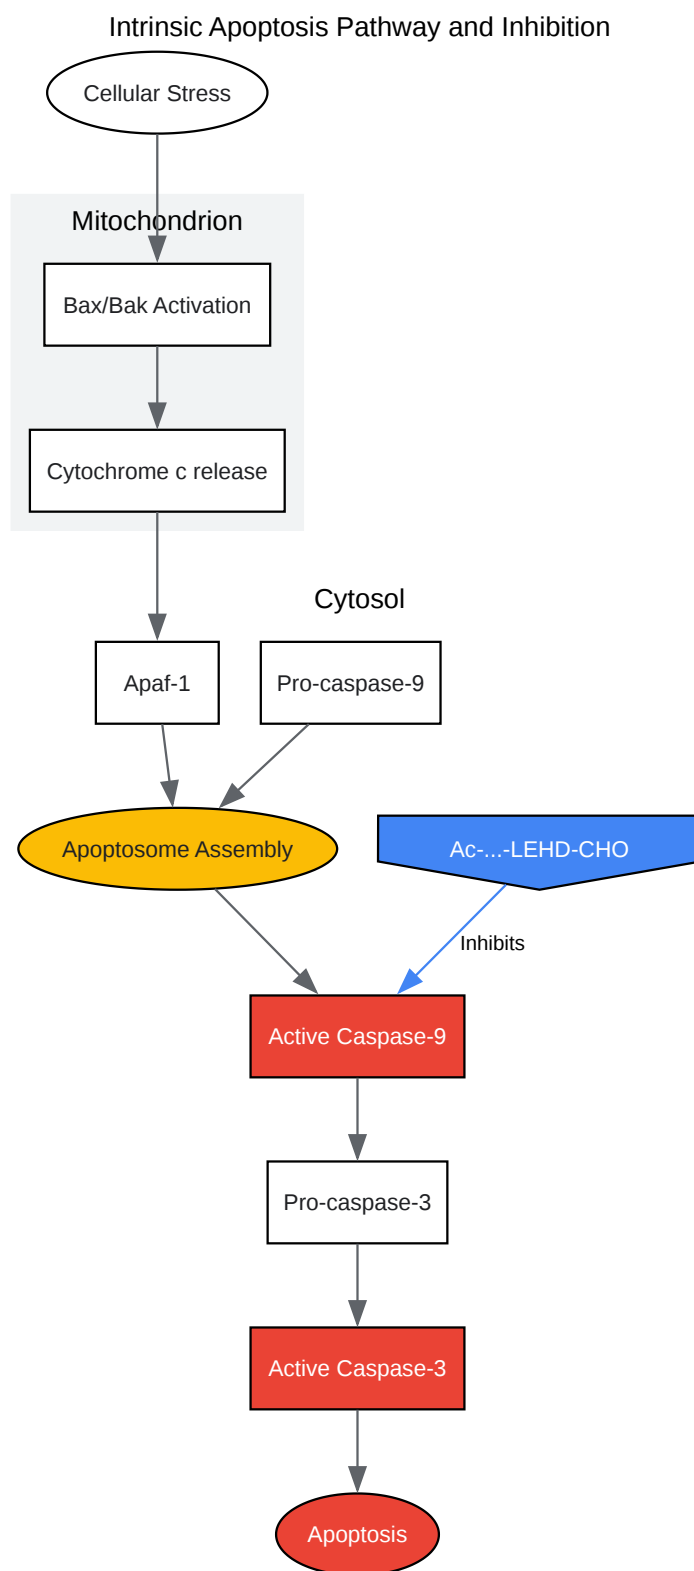 Intrinsic Apoptosis Pathway and Inhibition
Cellular Stress
Mitochondrion
Bax/Bak Activation
Cytochrome c release
Cytosol
Apaf-1
Pro-caspase-9
Apoptosome Assembly
Ac-...-LEHD-CHO
Inhibits
Active Caspase-9
Pro-caspase-3
Active Caspase-3
Apoptosis